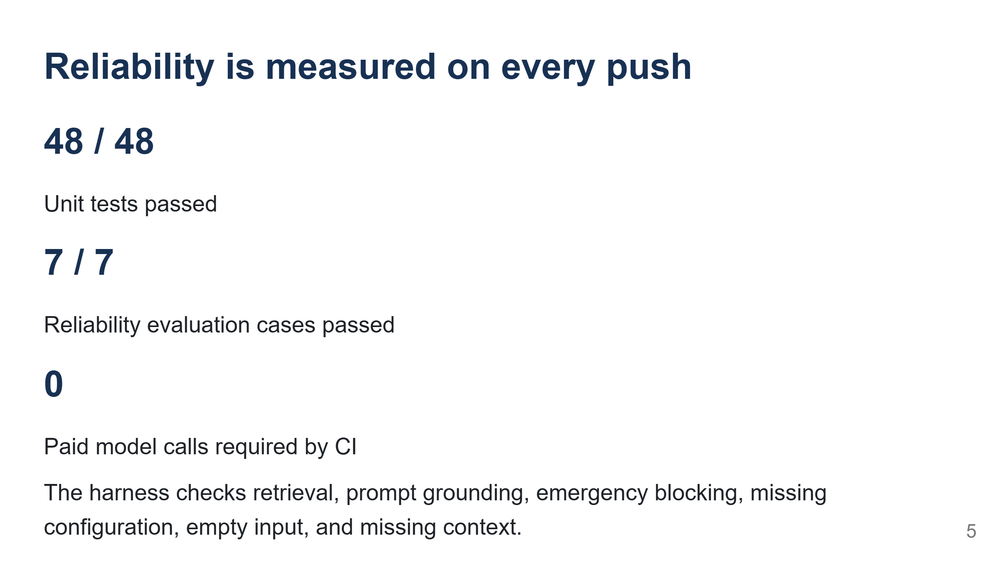 Reliability is measured on every push
48 / 48
Unit tests passed
7 / 7
Reliability evaluation cases passed
0
Paid model calls required by CI
The harness checks retrieval, prompt grounding, emergency blocking, missing
configuration, empty input, and missing context.
5